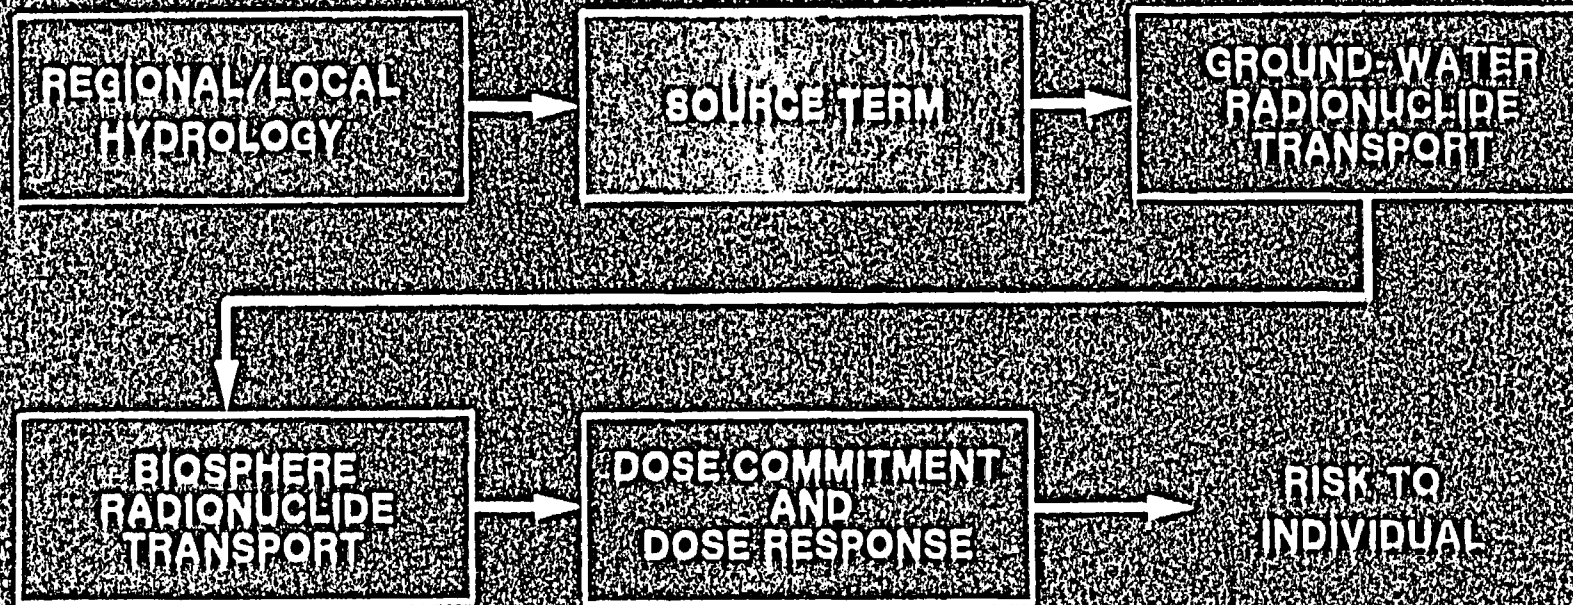 REGIONAL/LOCAL
HYDROLOGY
SOURCE TERM
GROUND-WATER
RADIONUCLIDE
TRANSPORT
BIOSPHERE
RADIONUCLIDE
TRANSPORT
DOSE COMMITMENT
AND
DOSE RESPONSE
RISK TO
INDIVIDUAL